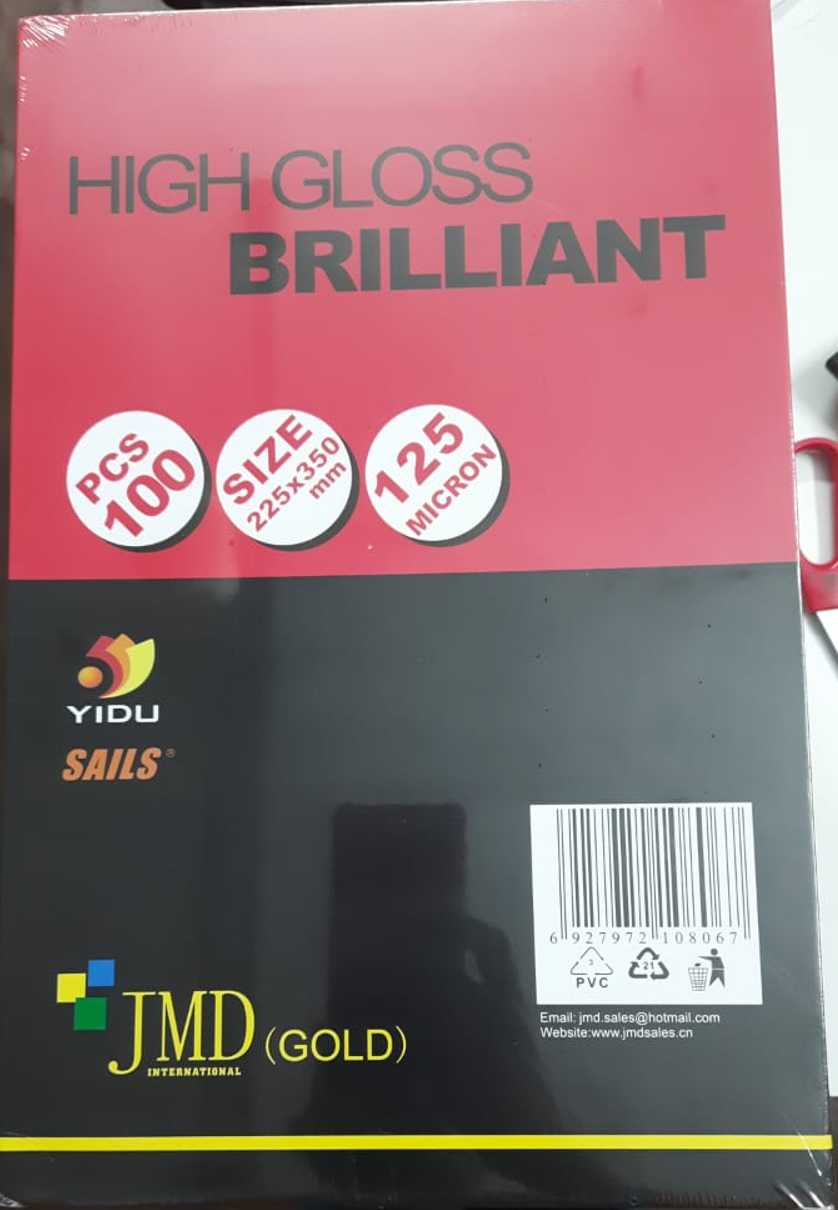 HIGH GLOSS
BRILLIANT
PCS
100
SIZE
225x350
mm
125
MICRON
YIDU
SAILS®
6 927972 108067
3
PVC
21
JMD
INTERNATIONAL
(GOLD)
Email: jmd.sales@hotmail.com
Website:www.jmdsales.cn